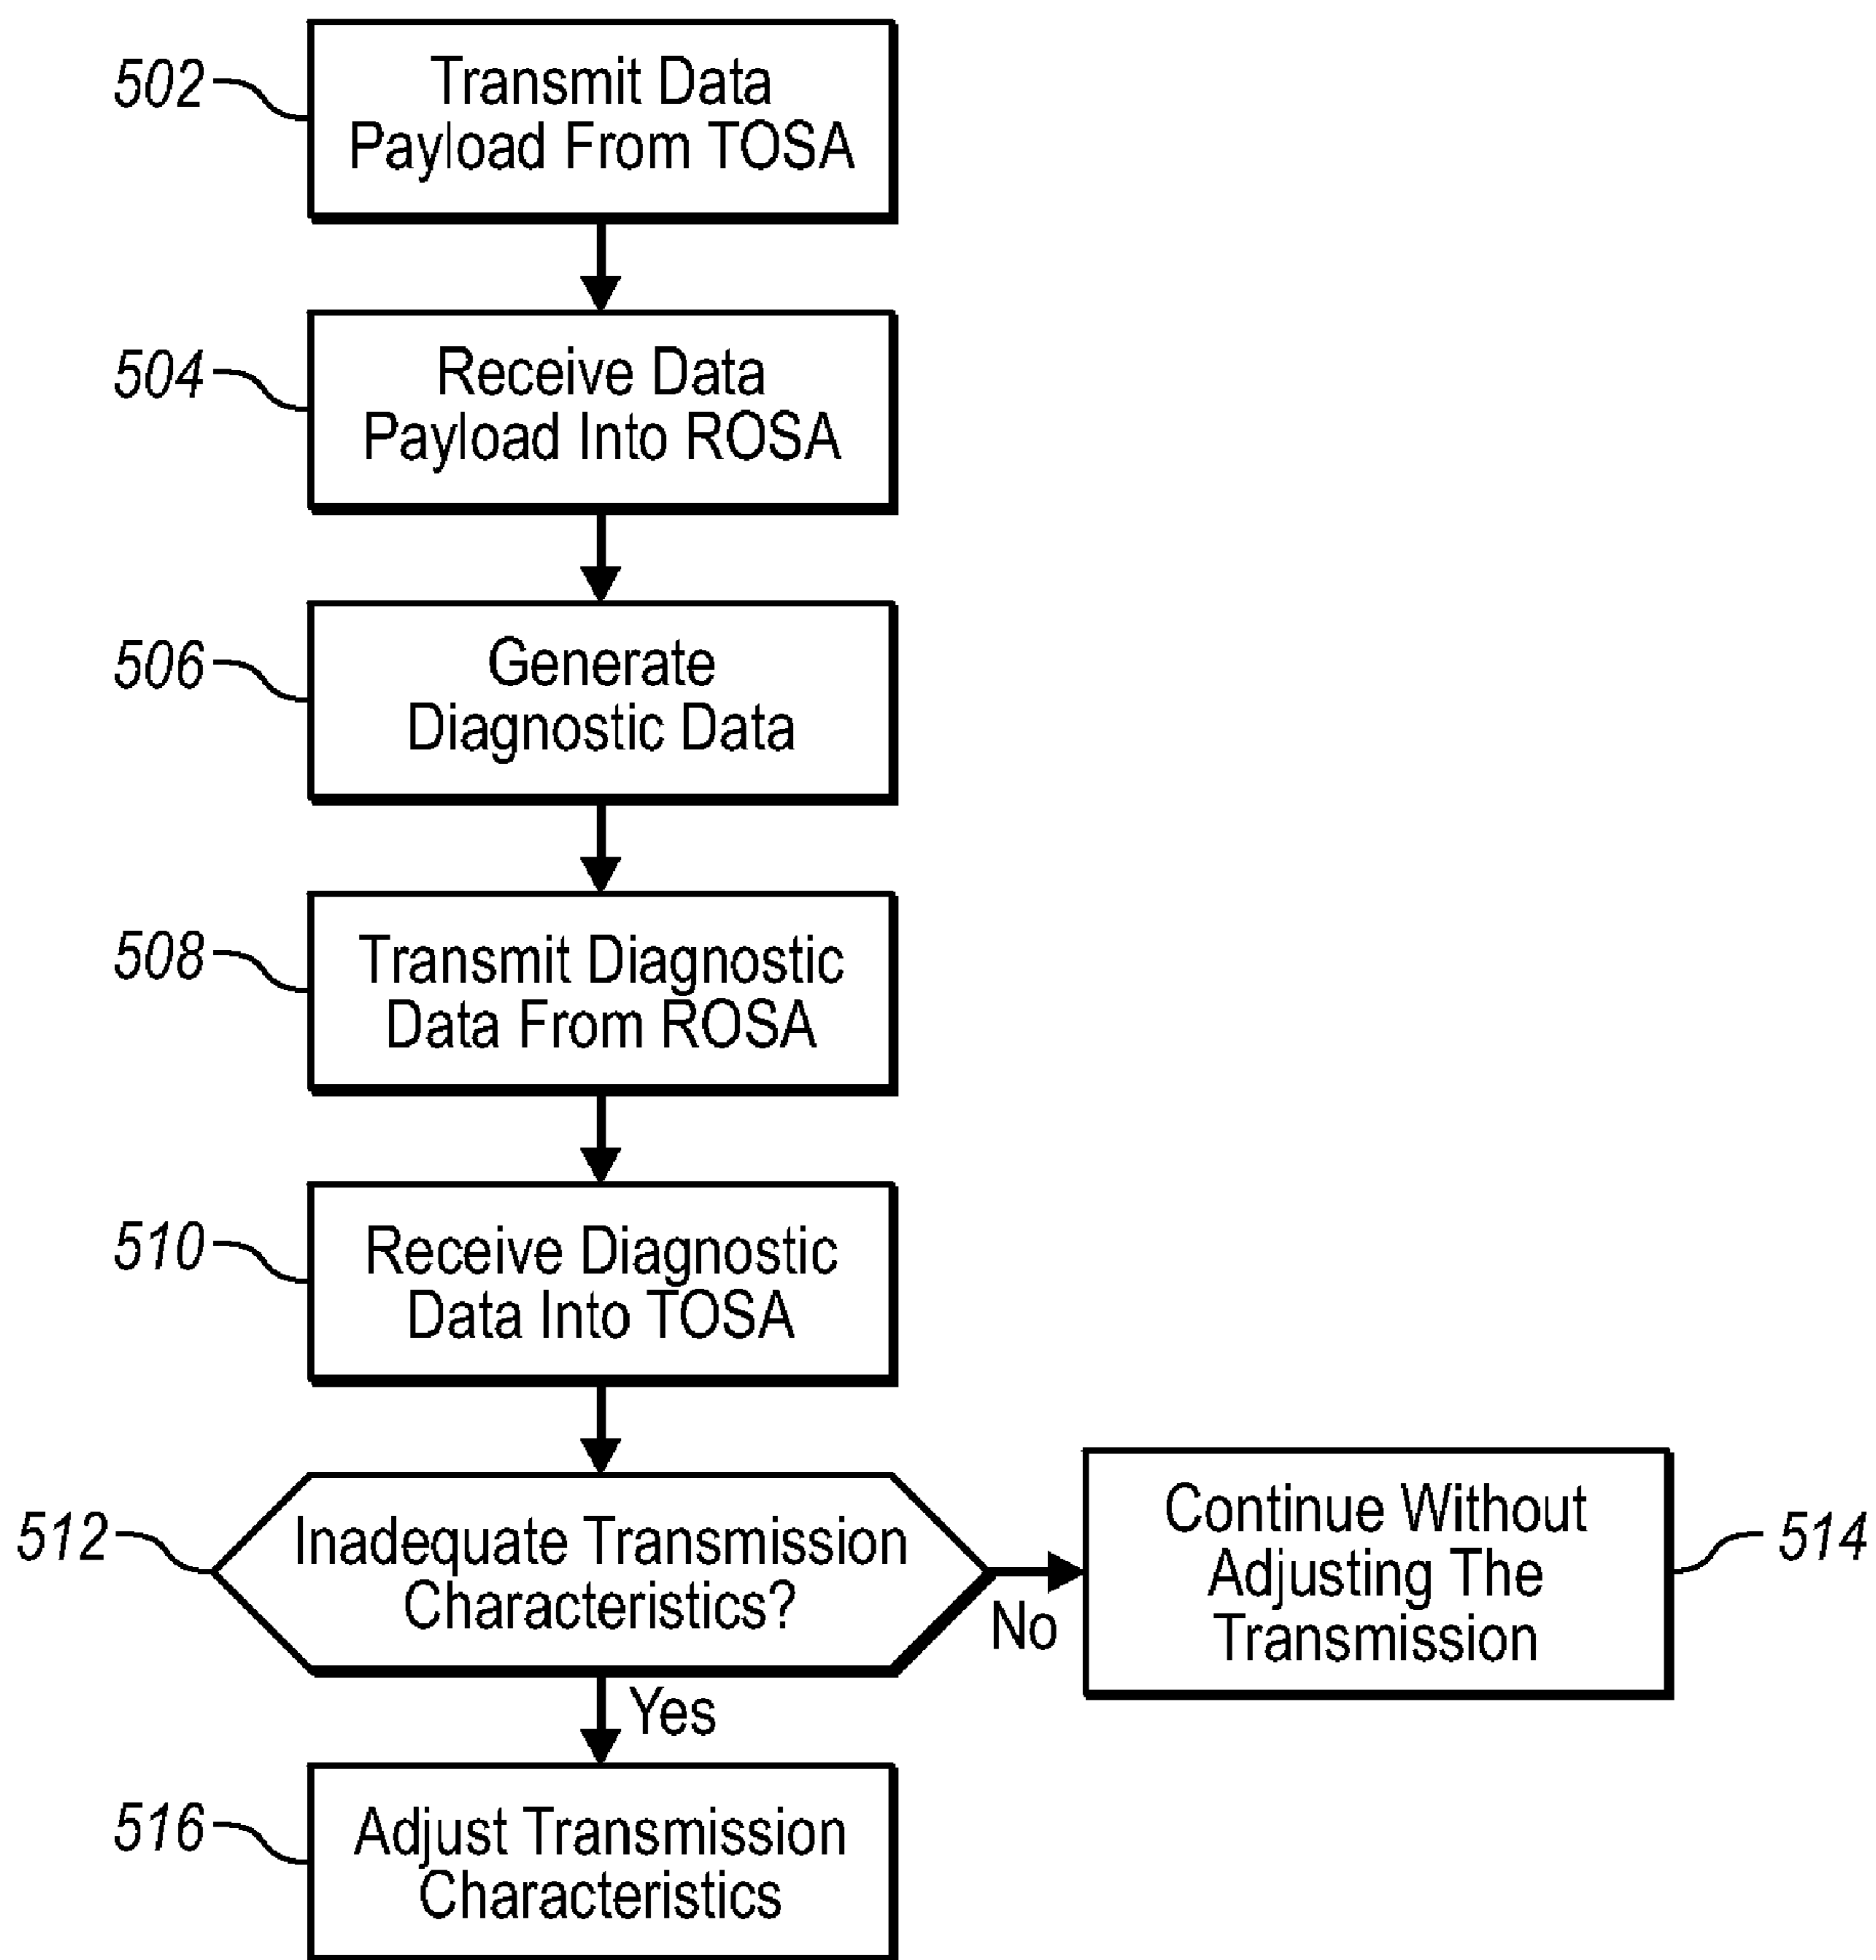 502
Transmit Data
Payload From TOSA
504
Receive Data
Payload Into ROSA
506
Generate
Diagnostic Data
508
Transmit Diagnostic
Data From ROSA
510
Receive Diagnostic
Data Into TOSA
512
Inadequate Transmission
Characteristics?
No
Continue Without
Adjusting The
Transmission
514
Yes
516
Adjust Transmission
Characteristics